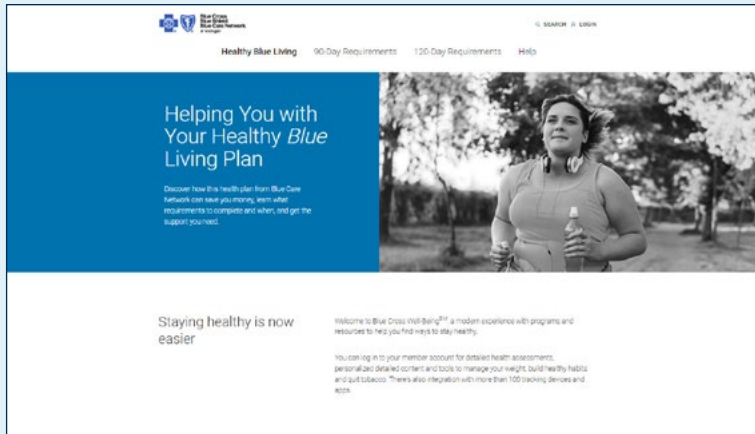 Blue Cross
Blue Shield
Blue Care Network
of Michigan
SEARCH LOGIN
Healthy Blue Living 90-Day Requirements 120-Day Requirements Help
Helping You with
Your Healthy Blue
Living Plan
Discover how this health plan from Blue Care
Network can save you money, learn what
requirements to complete and when, and get the
support you need.
Staying healthy is now
easier
Welcome to Blue Cross Well-Being℠, a modern experience with programs and
resources to help you find ways to stay healthy.
You can log in to your member account for detailed health assessments,
personalized detailed content and tools to manage your weight, build healthy habits
and quit tobacco. There's also integration with more than 100 tracking devices and
apps.